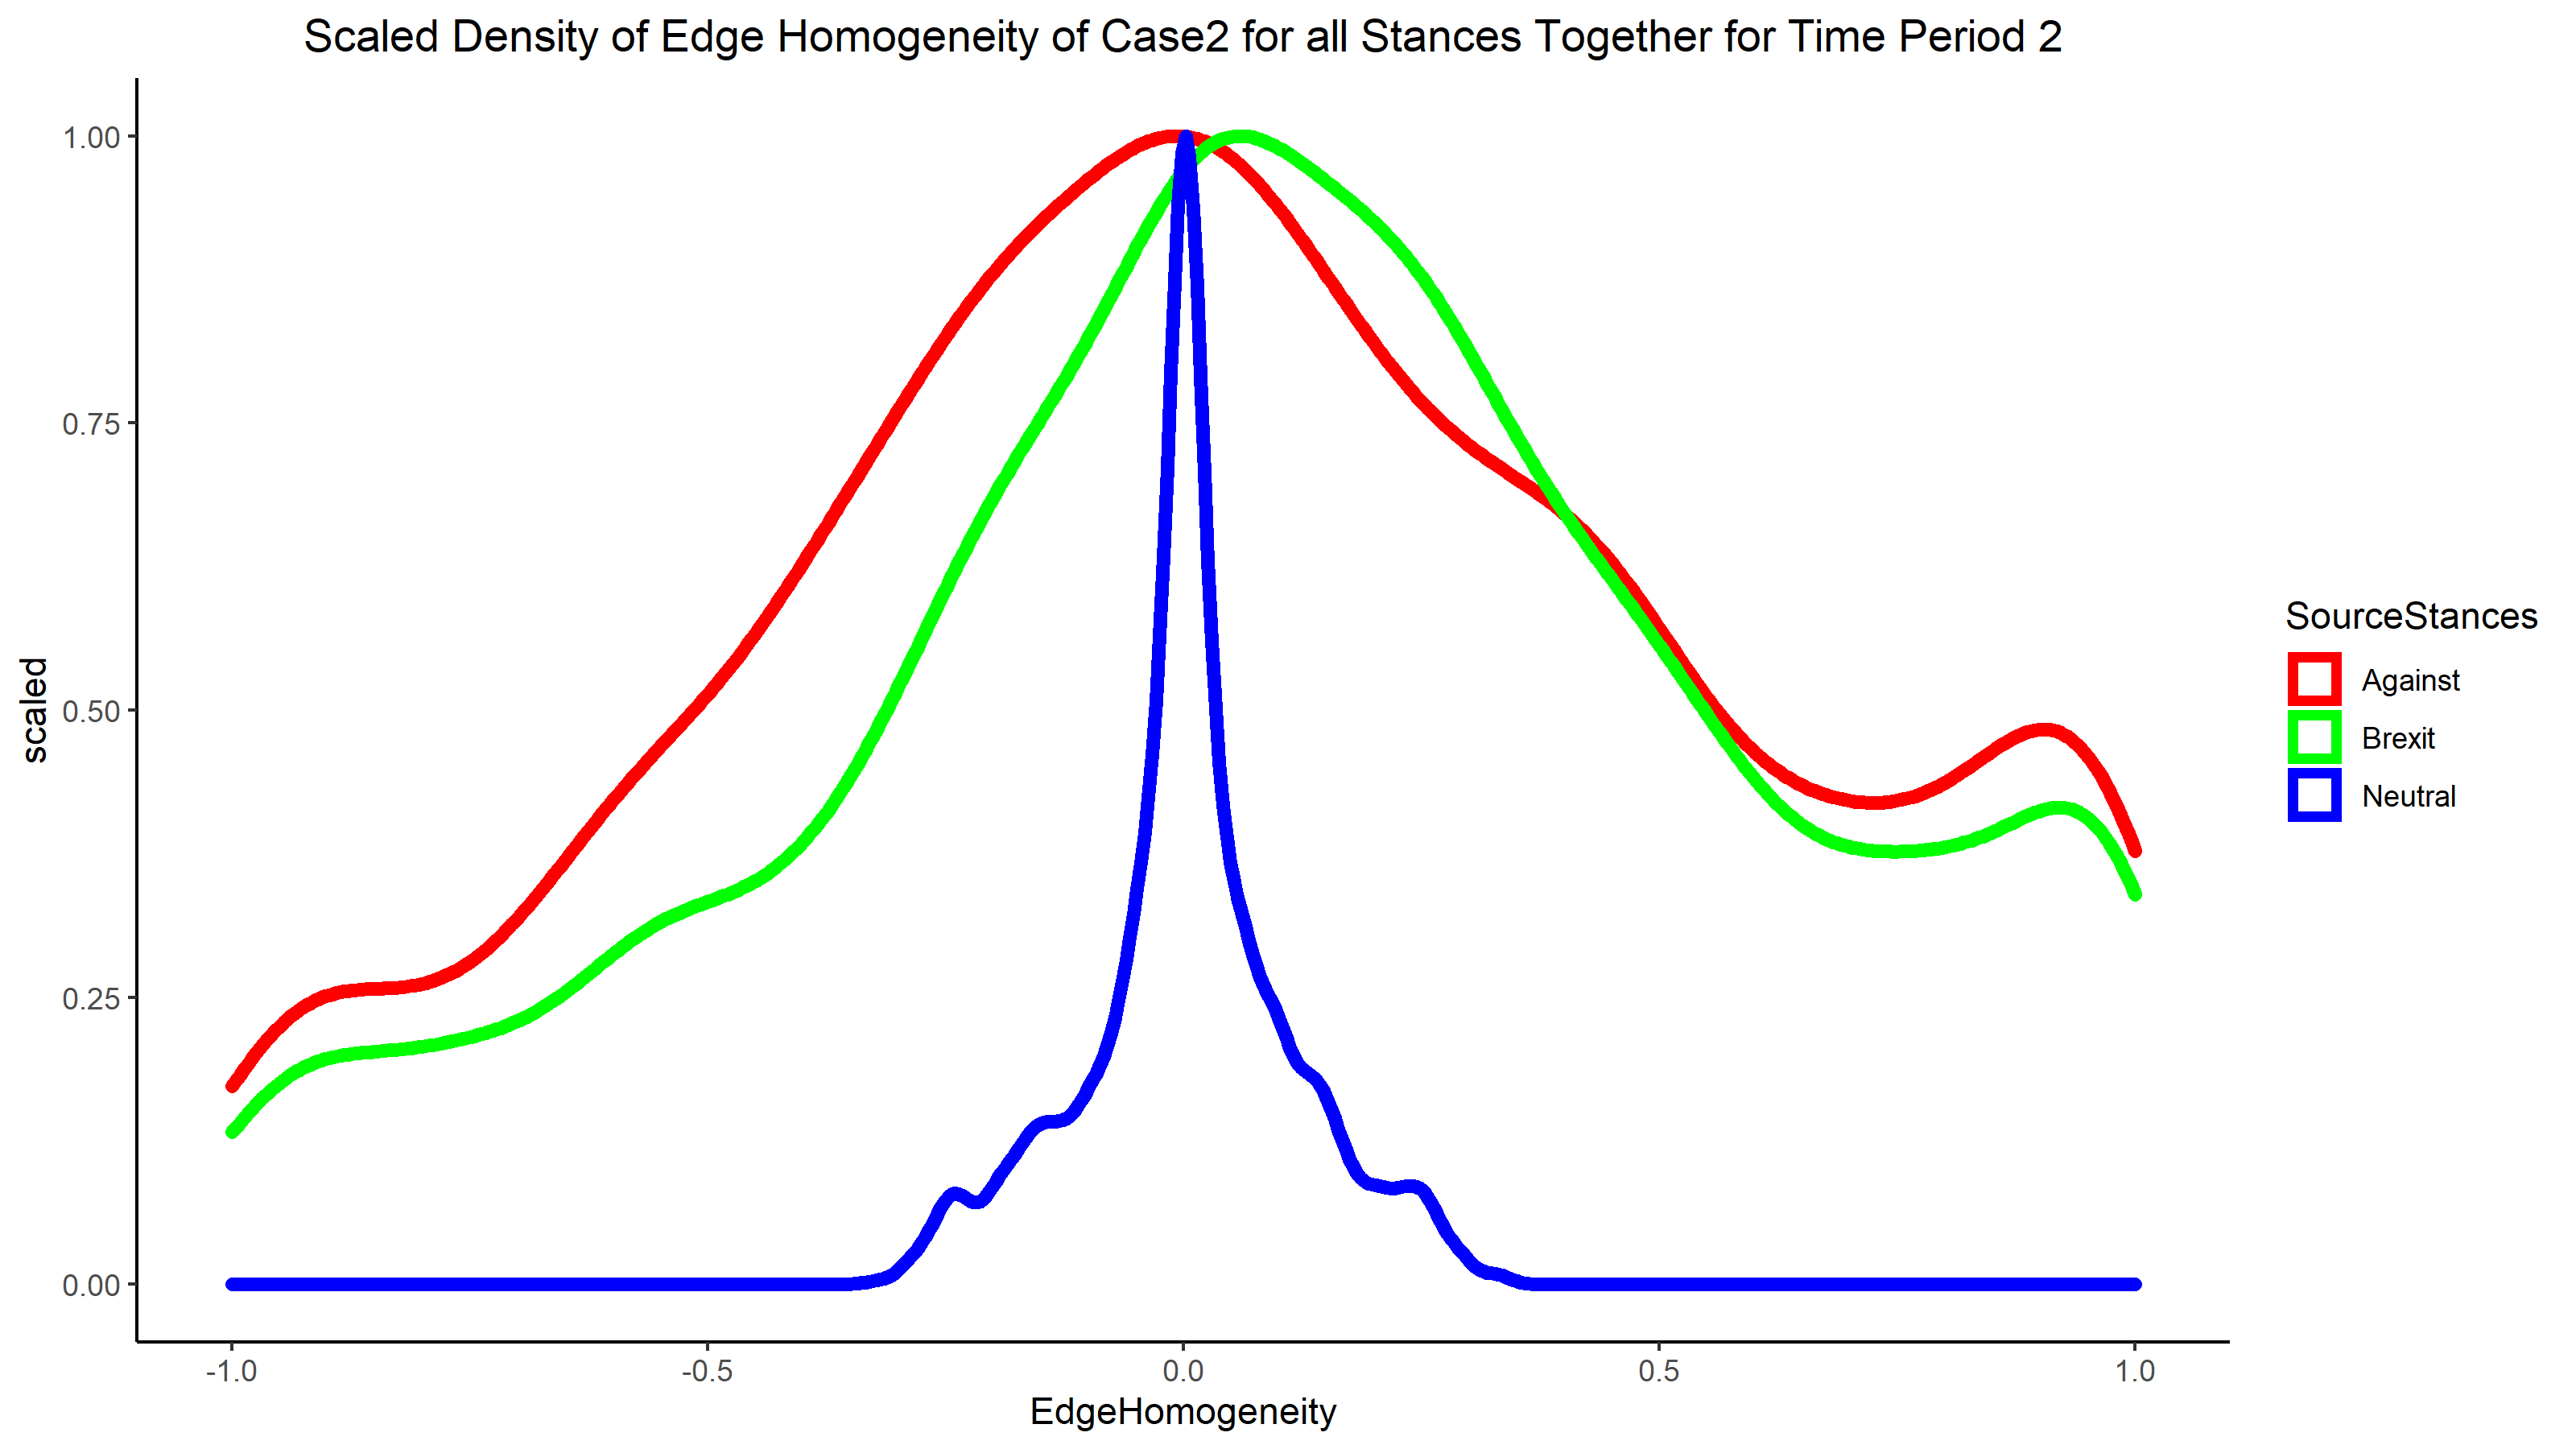 Scaled Density of Edge Homogeneity of Case2 for all Stances Together for Time Period 2
1.00
0.75
0.50
0.25
0.00
scaled
-1.0
-0.5
0.0
0.5
1.0
EdgeHomogeneity
SourceStances
Against
Brexit
Neutral